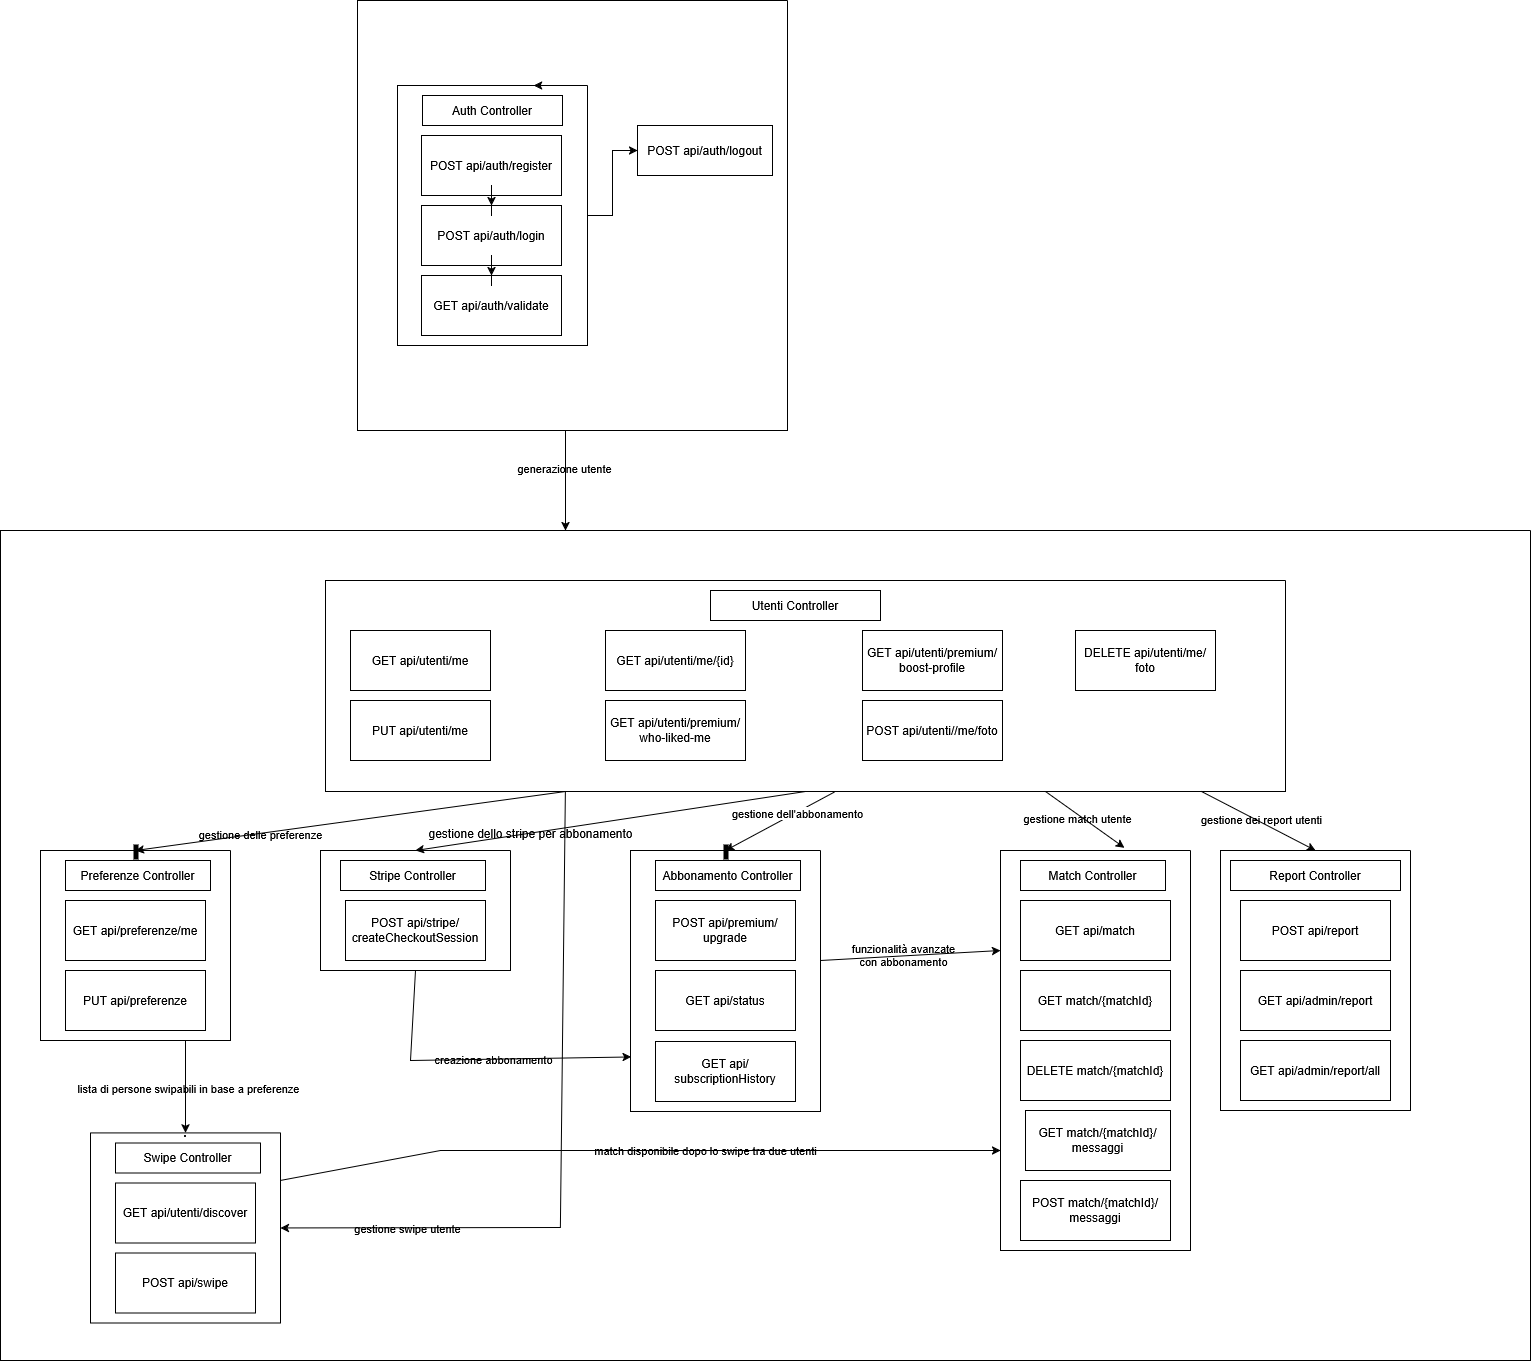 Auth Controller
POST api/auth/register
POST api/auth/logout
POST api/auth/login
GET api/auth/validate
generazione utente
Utenti Controller
GET api/utenti/me
GET api/utenti/me/{id}
GET api/utenti/premium/
boost-profile
DELETE api/utenti/me/
foto
PUT api/utenti/me
GET api/utenti/premium/
who-liked-me
POST api/utenti//me/foto
gestione delle preferenze
gestione dello stripe per abbonamento
gestione dell'abbonamento
gestione match utente
gestione dei report utenti
Preferenze Controller
GET api/preferenze/me
PUT api/preferenze
Stripe Controller
POST api/stripe/
createCheckoutSession
Abbonamento Controller
POST api/premium/
upgrade
GET api/status
GET api/
subscriptionHistory
funzionalità avanzate
con abbonamento
Match Controller
GET api/match
GET match/{matchId}
DELETE match/{matchId}
GET match/{matchId}/
messaggi
POST match/{matchId}/
messaggi
Report Controller
POST api/report
GET api/admin/report
GET api/admin/report/all
creazione abbonamento
lista di persone swipabili in base a preferenze
Swipe Controller
GET api/utenti/discover
POST api/swipe
match disponibile dopo lo swipe tra due utenti
gestione swipe utente